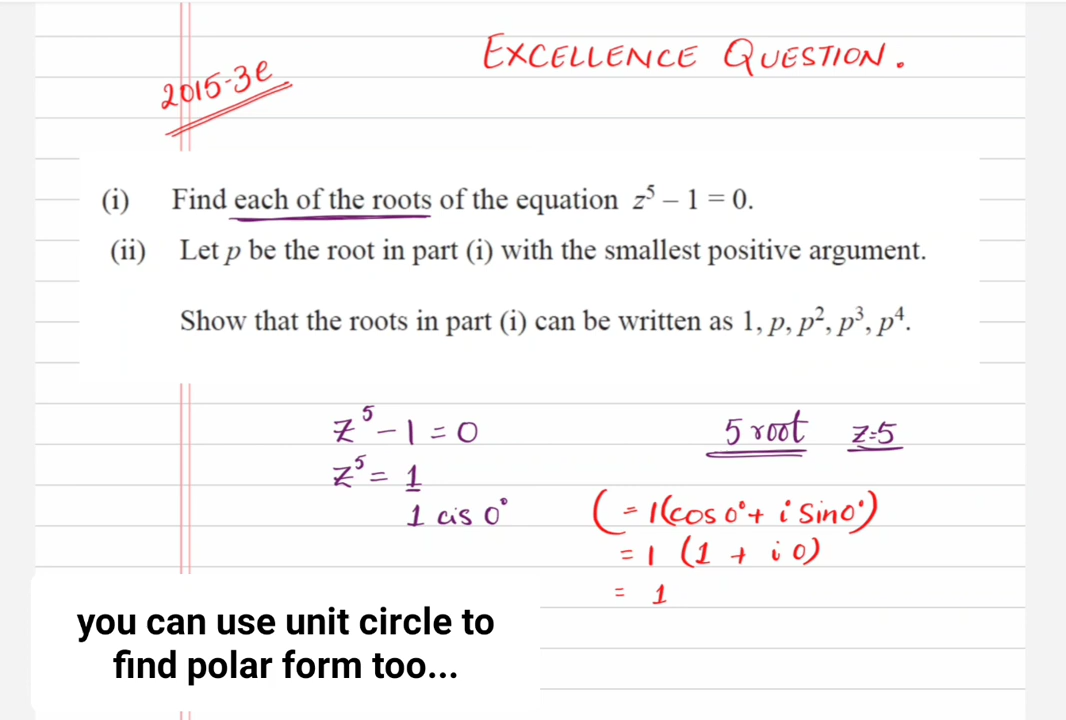 EXCELLENCE QUESTION.
2015-3e
(i) Find each of the roots of the equation z⁵ – 1 = 0.
(ii) Let p be the root in part (i) with the smallest positive argument.
Show that the roots in part (i) can be written as 1, p, p², p³, p⁴.
z⁵ – 1 = 0
5 root z=5
z⁵ = 1
1 cis 0°
( = 1(cos 0° + i sin 0°)
= 1 (1 + i 0)
= 1
you can use unit circle to
find polar form too...